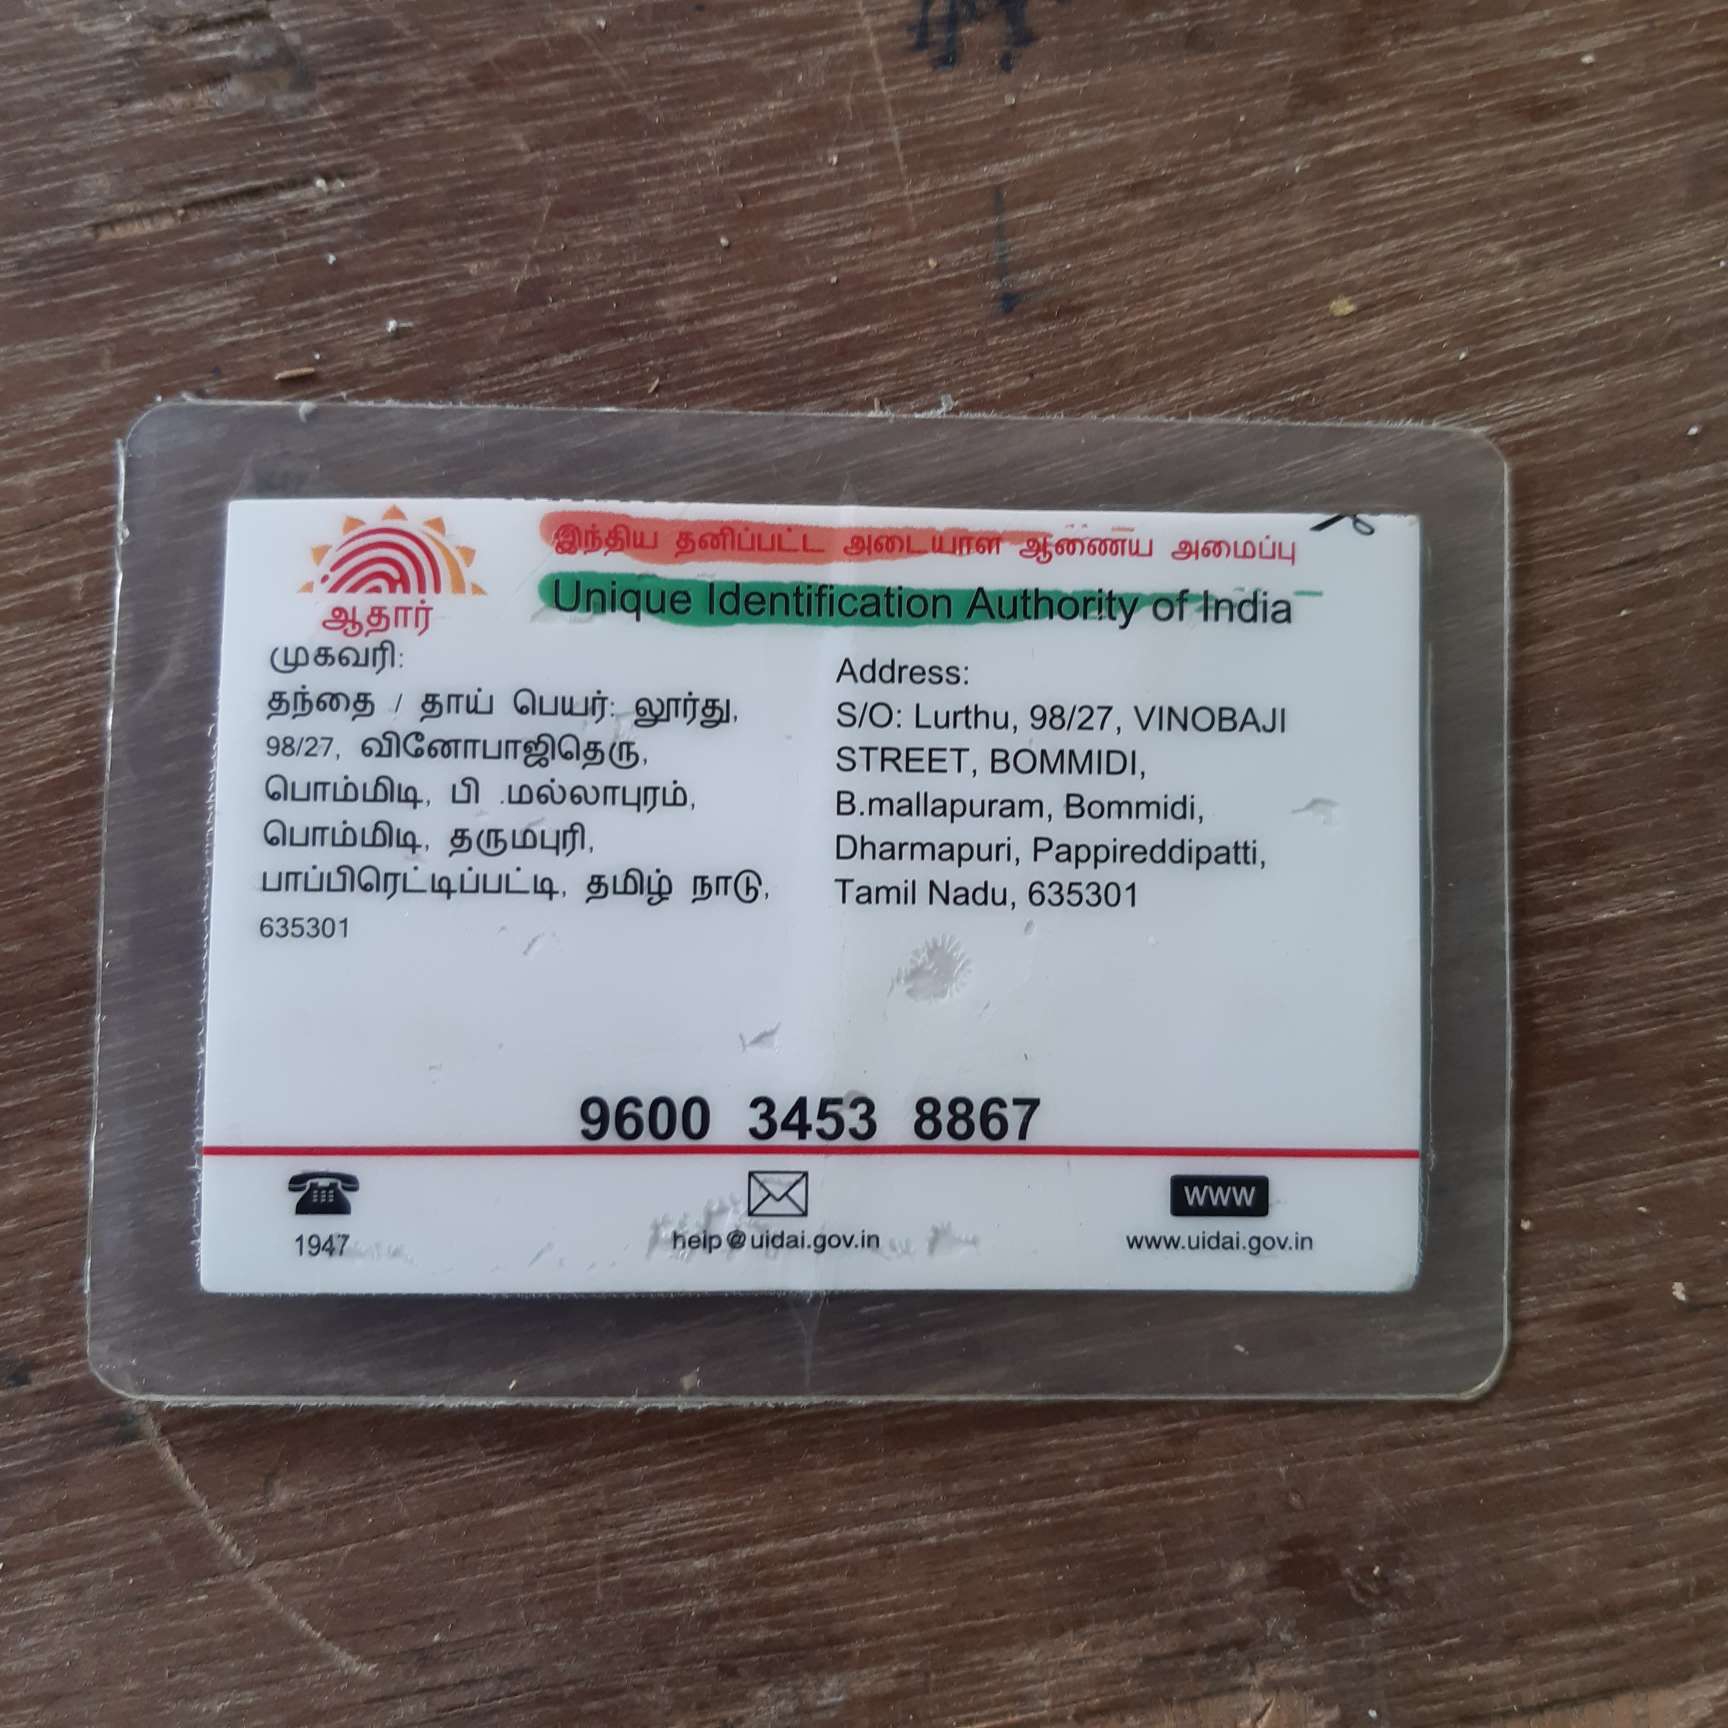 இந்திய தனிப்பட்ட அடையாள ஆணைய அமைப்பு
Unique Identification Authority of India
ஆதார்
முகவரி:
தந்தை / தாய் பெயர்: லூர்து,
98/27, வினோபாஜிதெரு,
பொம்மிடி, பி .மல்லாபுரம்,
பொம்மிடி, தருமபுரி,
பாப்பிரெட்டிப்பட்டி, தமிழ் நாடு,
635301
Address:
S/O: Lurthu, 98/27, VINOBAJI
STREET, BOMMIDI,
B.mallapuram, Bommidi,
Dharmapuri, Pappireddipatti,
Tamil Nadu, 635301
9600 3453 8867
1947
help@uidai.gov.in
WWW
www.uidai.gov.in